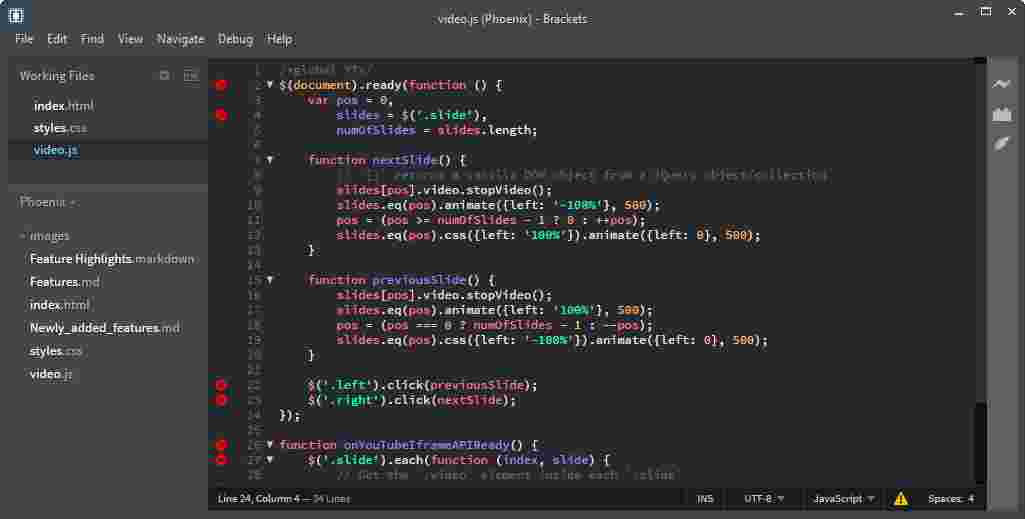 video.js (Phoenix) - Brackets
File Edit Find View Navigate Debug Help
Working Files
index.html
styles.css
video.js
Phoenix
images
Feature Highlights.markdown
Features.md
index.html
Newly_added_features.md
styles.css
video.js
1 /*global YT*/
2 $(document).ready(function () {
3 var pos = 0,
4 slides = $('.slide'),
5 numOfSlides = slides.length;
6
7 function nextSlide() {
8 // `[]` returns a vanilla DOM object from a jQuery object/collection
9 slides[pos].video.stopVideo();
10 slides.eq(pos).animate({left: '-100%'}, 500);
11 pos = (pos >= numOfSlides - 1 ? 0 : ++pos);
12 slides.eq(pos).css({left: '100%'}).animate({left: 0}, 500);
13 }
14
15 function previousSlide() {
16 slides[pos].video.stopVideo();
17 slides.eq(pos).animate({left: '100%'}, 500);
18 pos = (pos === 0 ? numOfSlides - 1 : --pos);
19 slides.eq(pos).css({left: '-100%'}).animate({left: 0}, 500);
20 }
21
22 $('.left').click(previousSlide);
23 $('.right').click(nextSlide);
24 });
25
26 function onYouTubeIframeAPIReady() {
27 $('.slide').each(function (index, slide) {
28 // Get the `.video` element inside each `.slide`
Line 24, Column 4 — 34 Lines INS UTF-8 JavaScript Spaces: 4